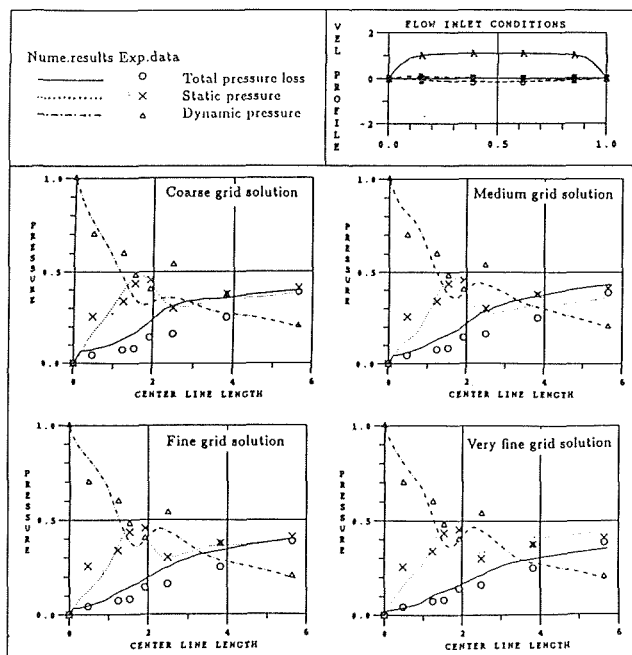 Nume.results Exp.data
Total pressure loss
Static pressure
Dynamic pressure
FLOW INLET CONDITIONS
VEL PROFILE
2
0
-2
0.0
0.5
1.0
Coarse grid solution
PRESSURE
1.0
0.5
0.0
0
2
4
6
CENTER LINE LENGTH
Medium grid solution
PRESSURE
1.0
0.5
0.0
0
2
4
6
CENTER LINE LENGTH
Fine grid solution
PRESSURE
1.0
0.5
0.0
0
2
4
6
CENTER LINE LENGTH
Very fine grid solution
PRESSURE
1.0
0.5
0.0
0
2
4
6
CENTER LINE LENGTH